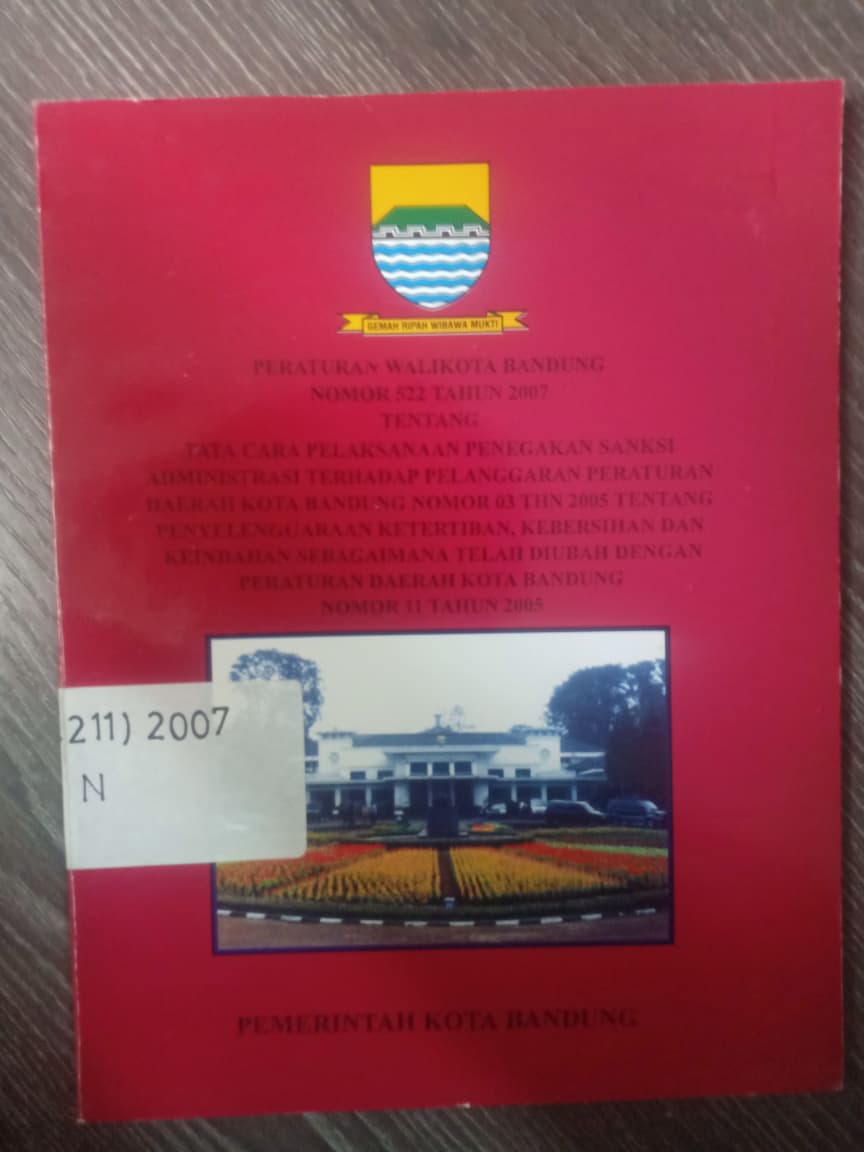 GEMAH RIPAH WIBAWA MUKTI
PERATURAN WALIKOTA BANDUNG
NOMOR 522 TAHUN 2007
TENTANG
TATA CARA PELAKSANAAN PENEGAKAN SANKSI
ADMINISTRASI TERHADAP PELANGGARAN PERATURAN
DAERAH KOTA BANDUNG NOMOR 03 THN 2005 TENTANG
PENYELENGGARAAN KETERTIBAN, KEBERSIHAN DAN
KEINDAHAN SEBAGAIMANA TELAH DIUBAH DENGAN
PERATURAN DAERAH KOTA BANDUNG
NOMOR 11 TAHUN 2005
211) 2007
N
PEMERINTAH KOTA BANDUNG